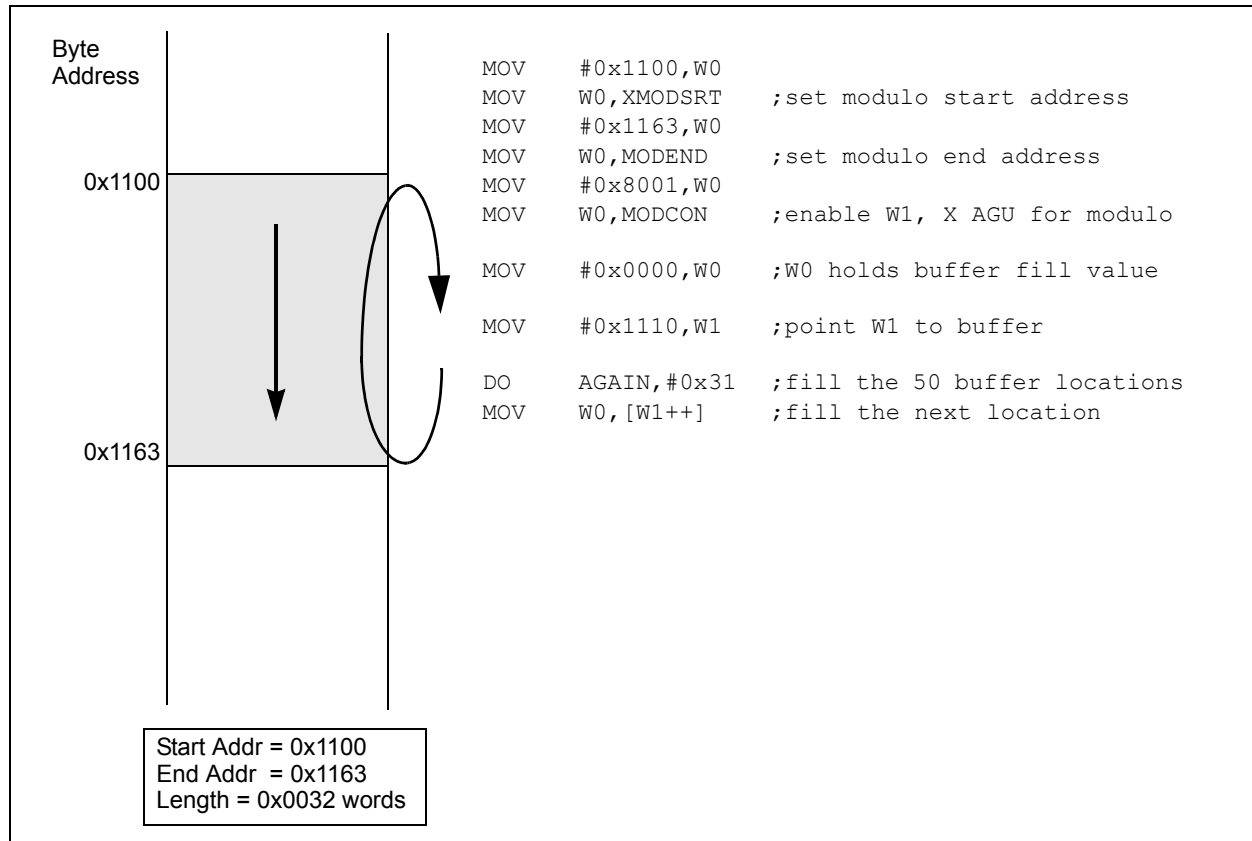 Byte
Address
0x1100
0x1163
MOV #0x1100,W0
MOV W0,XMODSRT ;set modulo start address
MOV #0x1163,W0
MOV W0,MODEND ;set modulo end address
MOV #0x8001,W0
MOV W0,MODCON ;enable W1, X AGU for modulo
MOV #0x0000,W0 ;W0 holds buffer fill value
MOV #0x1110,W1 ;point W1 to buffer
DO AGAIN,#0x31 ;fill the 50 buffer locations
MOV W0,[W1++] ;fill the next location
Start Addr = 0x1100
End Addr = 0x1163
Length = 0x0032 words